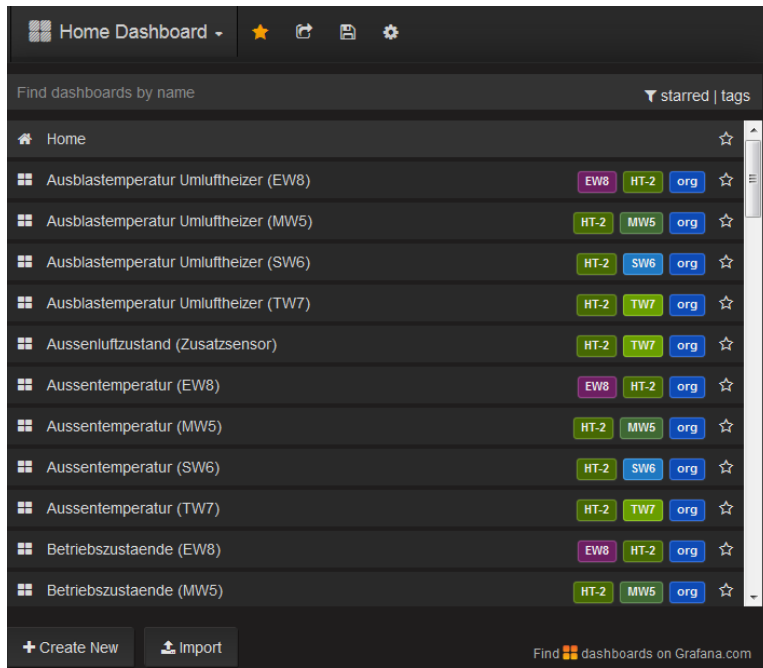 Home Dashboard
Find dashboards by name starred | tags
Home
Ausblastemperatur Umluftheizer (EW8) EW8 HT-2 org
Ausblastemperatur Umluftheizer (MW5) HT-2 MW5 org
Ausblastemperatur Umluftheizer (SW6) HT-2 SW6 org
Ausblastemperatur Umluftheizer (TW7) HT-2 TW7 org
Aussenluftzustand (Zusatzsensor) HT-2 TW7 org
Aussentemperatur (EW8) EW8 HT-2 org
Aussentemperatur (MW5) HT-2 MW5 org
Aussentemperatur (SW6) HT-2 SW6 org
Aussentemperatur (TW7) HT-2 TW7 org
Betriebszustaende (EW8) EW8 HT-2 org
Betriebszustaende (MW5) HT-2 MW5 org
Create New Import Find dashboards on Grafana.com